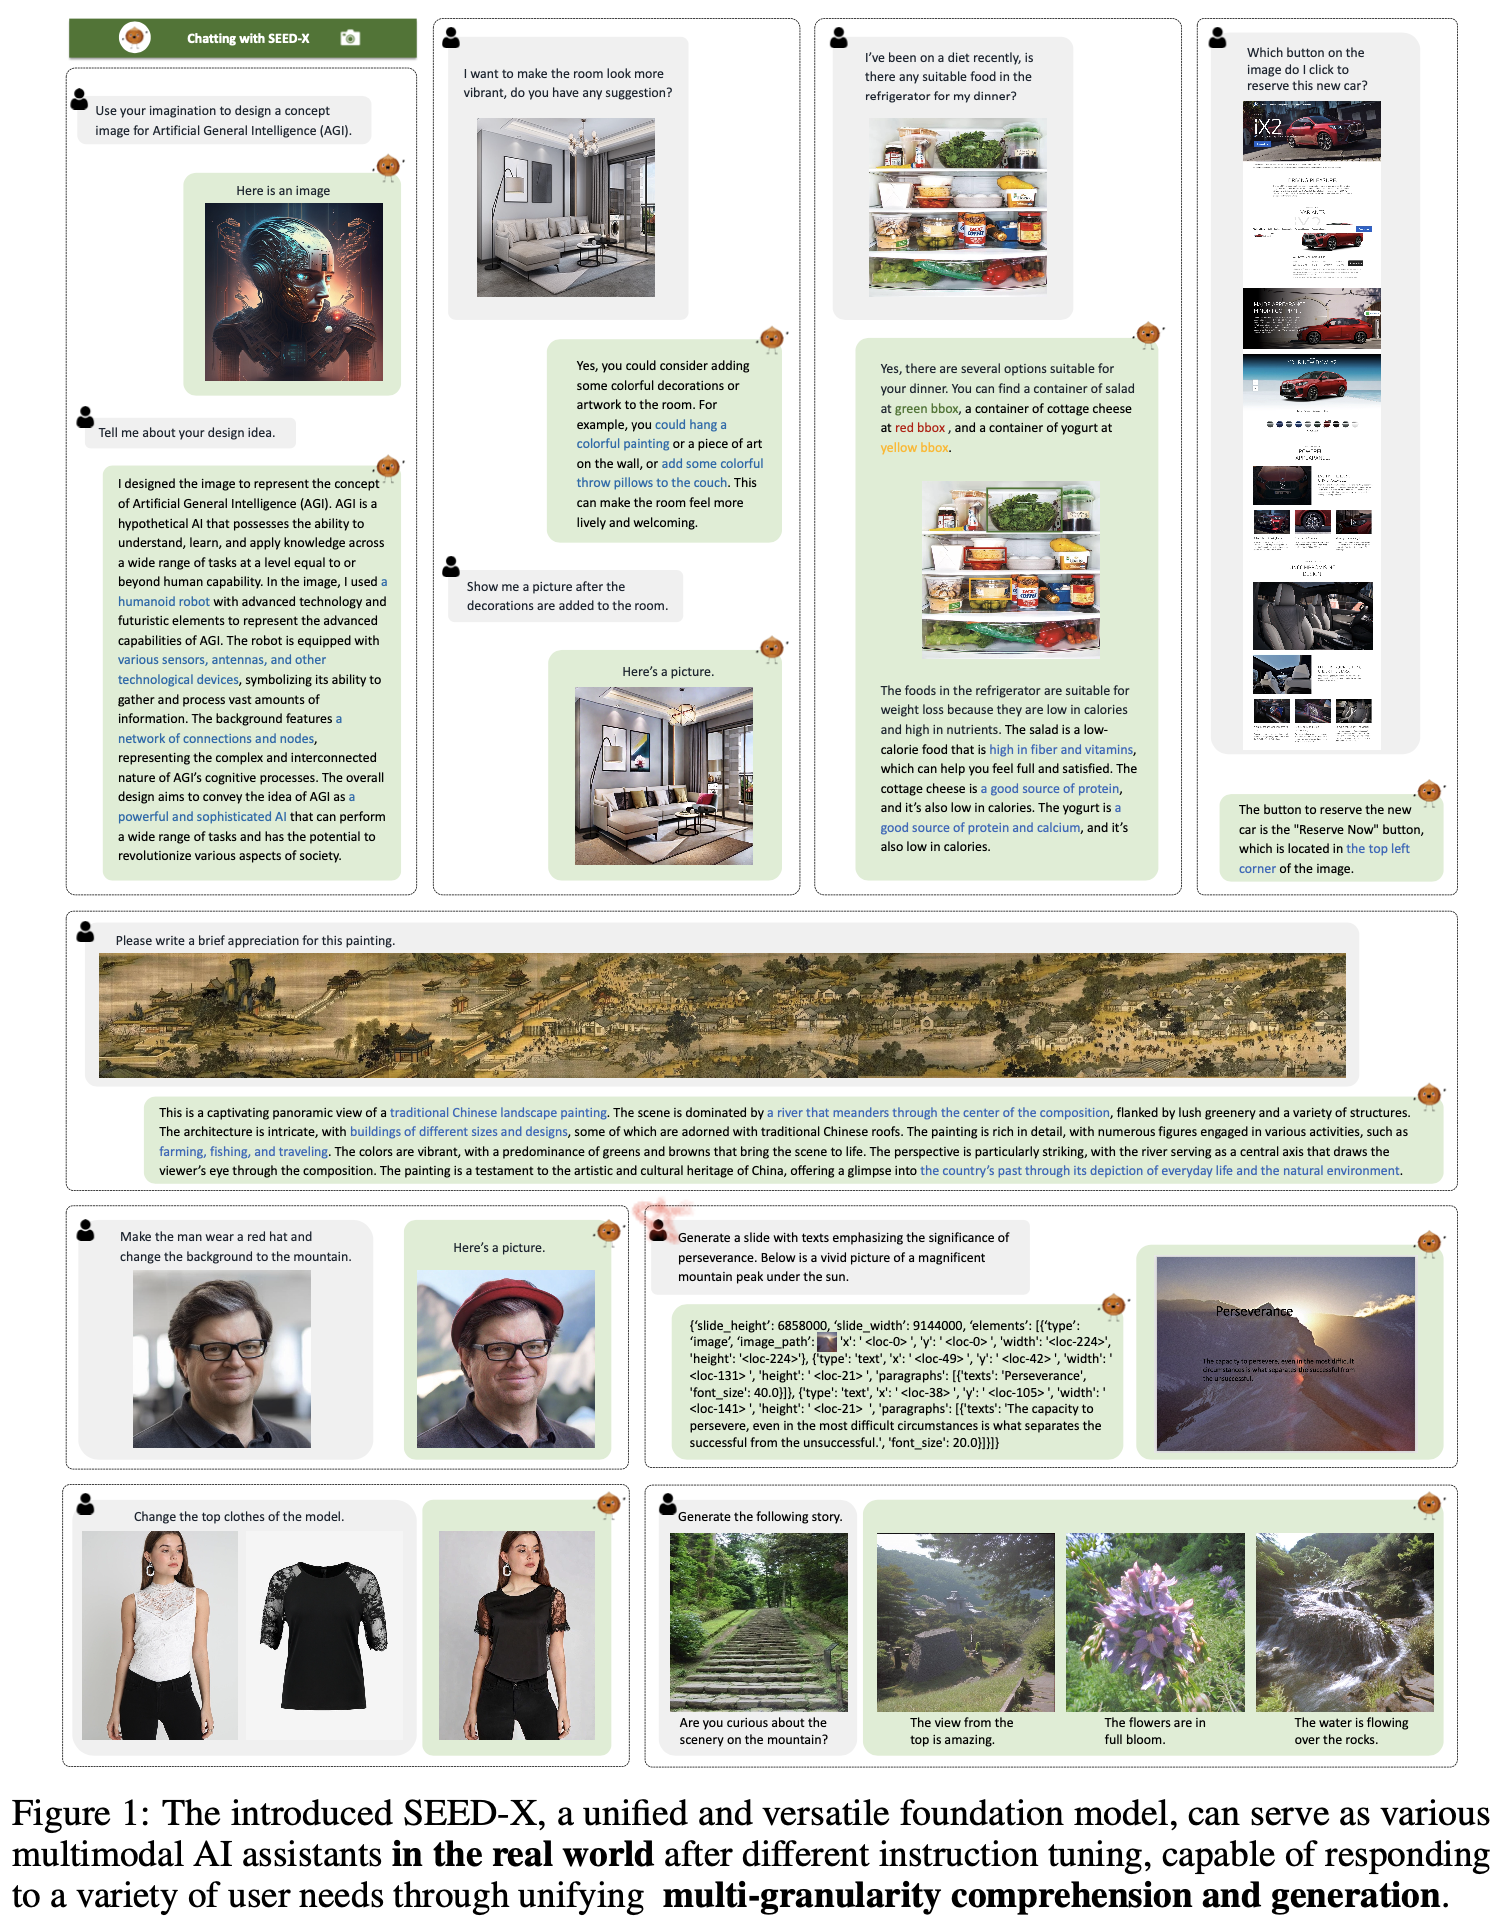 Chatting with SEED-X
Use your imagination to design a concept
image for Artificial General Intelligence (AGI).
Here is an image
Tell me about your design idea.
I designed the image to represent the concept
of Artificial General Intelligence (AGI). AGI is a
hypothetical AI that possesses the ability to
understand, learn, and apply knowledge across
a wide range of tasks at a level equal to or
beyond human capability. In the image, I used a
humanoid robot with advanced technology and
futuristic elements to represent the advanced
capabilities of AGI. The robot is equipped with
various sensors, antennas, and other
technological devices, symbolizing its ability to
gather and process vast amounts of
information. The background features a
network of connections and nodes,
representing the complex and interconnected
nature of AGI's cognitive processes. The overall
design aims to convey the idea of AGI as a
powerful and sophisticated AI that can perform
a wide range of tasks and has the potential to
revolutionize various aspects of society.
I want to make the room look more
vibrant, do you have any suggestion?
Yes, you could consider adding
some colorful decorations or
artwork to the room. For
example, you could hang a
colorful painting or a piece of art
on the wall, or add some colorful
throw pillows to the couch. This
can make the room feel more
lively and welcoming.
Show me a picture after the
decorations are added to the room.
Here's a picture.
I've been on a diet recently, is
there any suitable food in the
refrigerator for my dinner?
Yes, there are several options suitable for
your dinner. You can find a container of salad
at green bbox, a container of cottage cheese
at red bbox , and a container of yogurt at
yellow bbox.
The foods in the refrigerator are suitable for
weight loss because they are low in calories
and high in nutrients. The salad is a low-
calorie food that is high in fiber and vitamins,
which can help you feel full and satisfied. The
cottage cheese is a good source of protein,
and it's also low in calories. The yogurt is a
good source of protein and calcium, and it's
also low in calories.
Which button on the
image do I click to
reserve this new car?
iX2
The button to reserve the new
car is the "Reserve Now" button,
which is located in the top left
corner of the image.
Please write a brief appreciation for this painting.
This is a captivating panoramic view of a traditional Chinese landscape painting. The scene is dominated by a river that meanders through the center of the composition, flanked by lush greenery and a variety of structures.
The architecture is intricate, with buildings of different sizes and designs, some of which are adorned with traditional Chinese roofs. The painting is rich in detail, with numerous figures engaged in various activities, such as
farming, fishing, and traveling. The colors are vibrant, with a predominance of greens and browns that bring the scene to life. The perspective is particularly striking, with the river serving as a central axis that draws the
viewer's eye through the composition. The painting is a testament to the artistic and cultural heritage of China, offering a glimpse into the country's past through its depiction of everyday life and the natural environment.
Make the man wear a red hat and
change the background to the mountain.
Here's a picture.
Generate a slide with texts emphasizing the significance of
perseverance. Below is a vivid picture of a magnificent
mountain peak under the sun.
{'slide_height': 6858000, 'slide_width': 9144000, 'elements': [{'type':
'image', 'image_path': 'x': ' <loc-0> ', 'y': ' <loc-0> ', 'width': '<loc-224>',
'height': '<loc-224>'}, {'type': 'text', 'x': ' <loc-49> ', 'y': ' <loc-42> ', 'width': '
<loc-131> ', 'height': ' <loc-21> ', 'paragraphs': [{'texts': 'Perseverance',
'font_size': 40.0}]}, {'type': 'text', 'x': ' <loc-38> ', 'y': ' <loc-105> ', 'width': '
<loc-141> ', 'height': ' <loc-21>  ', 'paragraphs': [{'texts': 'The capacity to
persevere, even in the most difficult circumstances is what separates the
successful from the unsuccessful.', 'font_size': 20.0}]}]}
Perseverance
The capacity to persevere, even in the most difficult
circumstances is what separates the successful from
the unsuccessful.
Change the top clothes of the model.
Generate the following story.
Are you curious about the
scenery on the mountain?
The view from the
top is amazing.
The flowers are in
full bloom.
The water is flowing
over the rocks.
Figure 1: The introduced SEED-X, a unified and versatile foundation model, can serve as various
multimodal AI assistants in the real world after different instruction tuning, capable of responding
to a variety of user needs through unifying multi-granularity comprehension and generation.